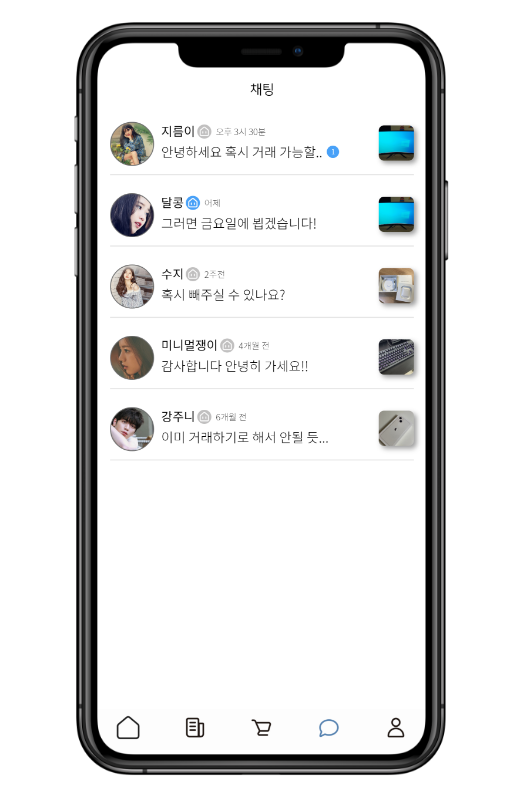 채팅
지름이 오후 3시 30분
안녕하세요 혹시 거래 가능할.. 1
달콩 어제
그러면 금요일에 뵙겠습니다!
수지 2주전
혹시 빼주실 수 있나요?
미니멀쟁이 4개월 전
감사합니다 안녕히 가세요!!
강주니 6개월 전
이미 거래하기로 해서 안될 듯...